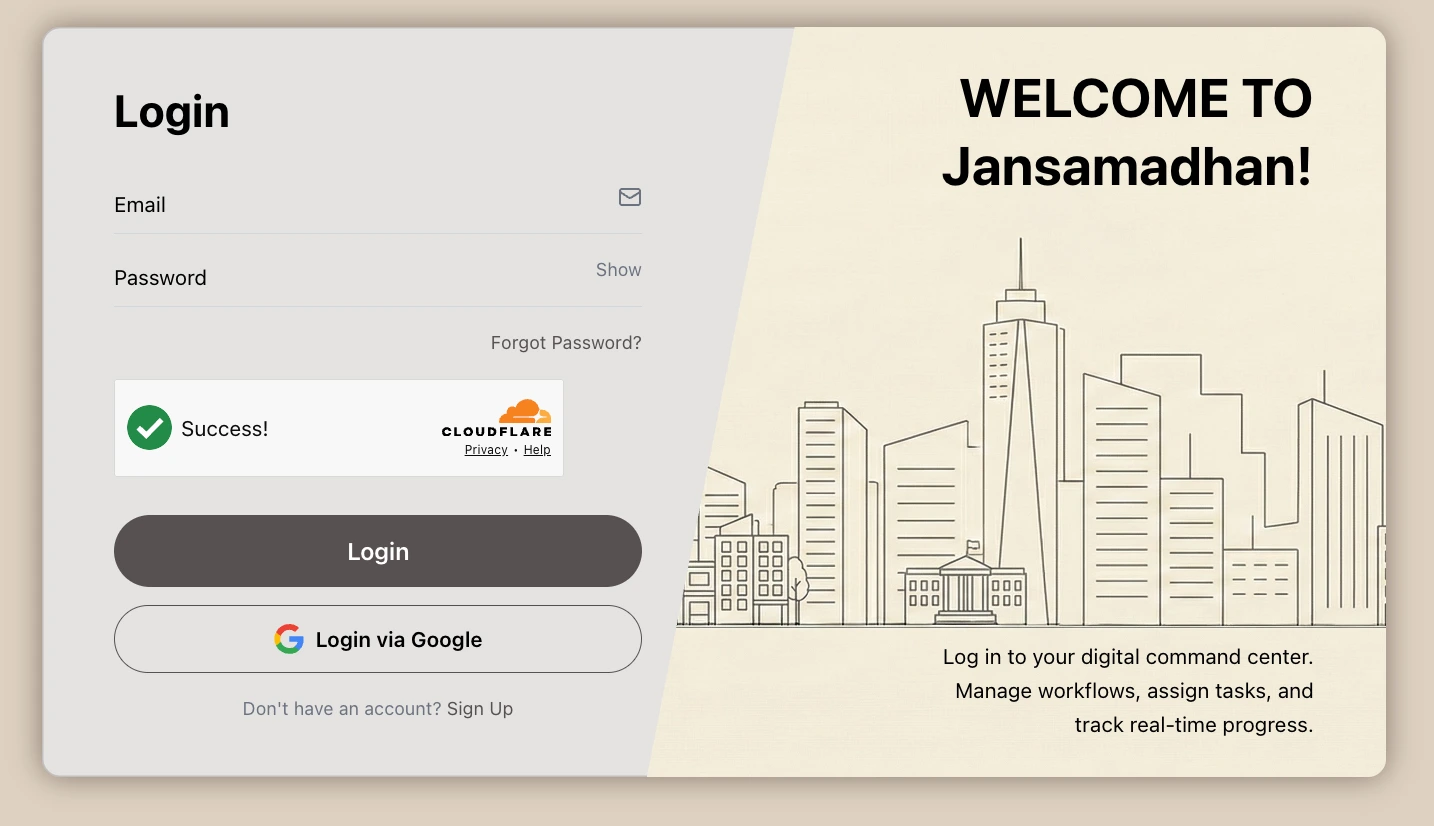 Login
Email
Password
Show
Forgot Password?
Success!
CLOUDFLARE
Privacy • Help
Login
Login via Google
Don't have an account? Sign Up
WELCOME TO
Jansamadhan!
Log in to your digital command center.
Manage workflows, assign tasks, and
track real-time progress.